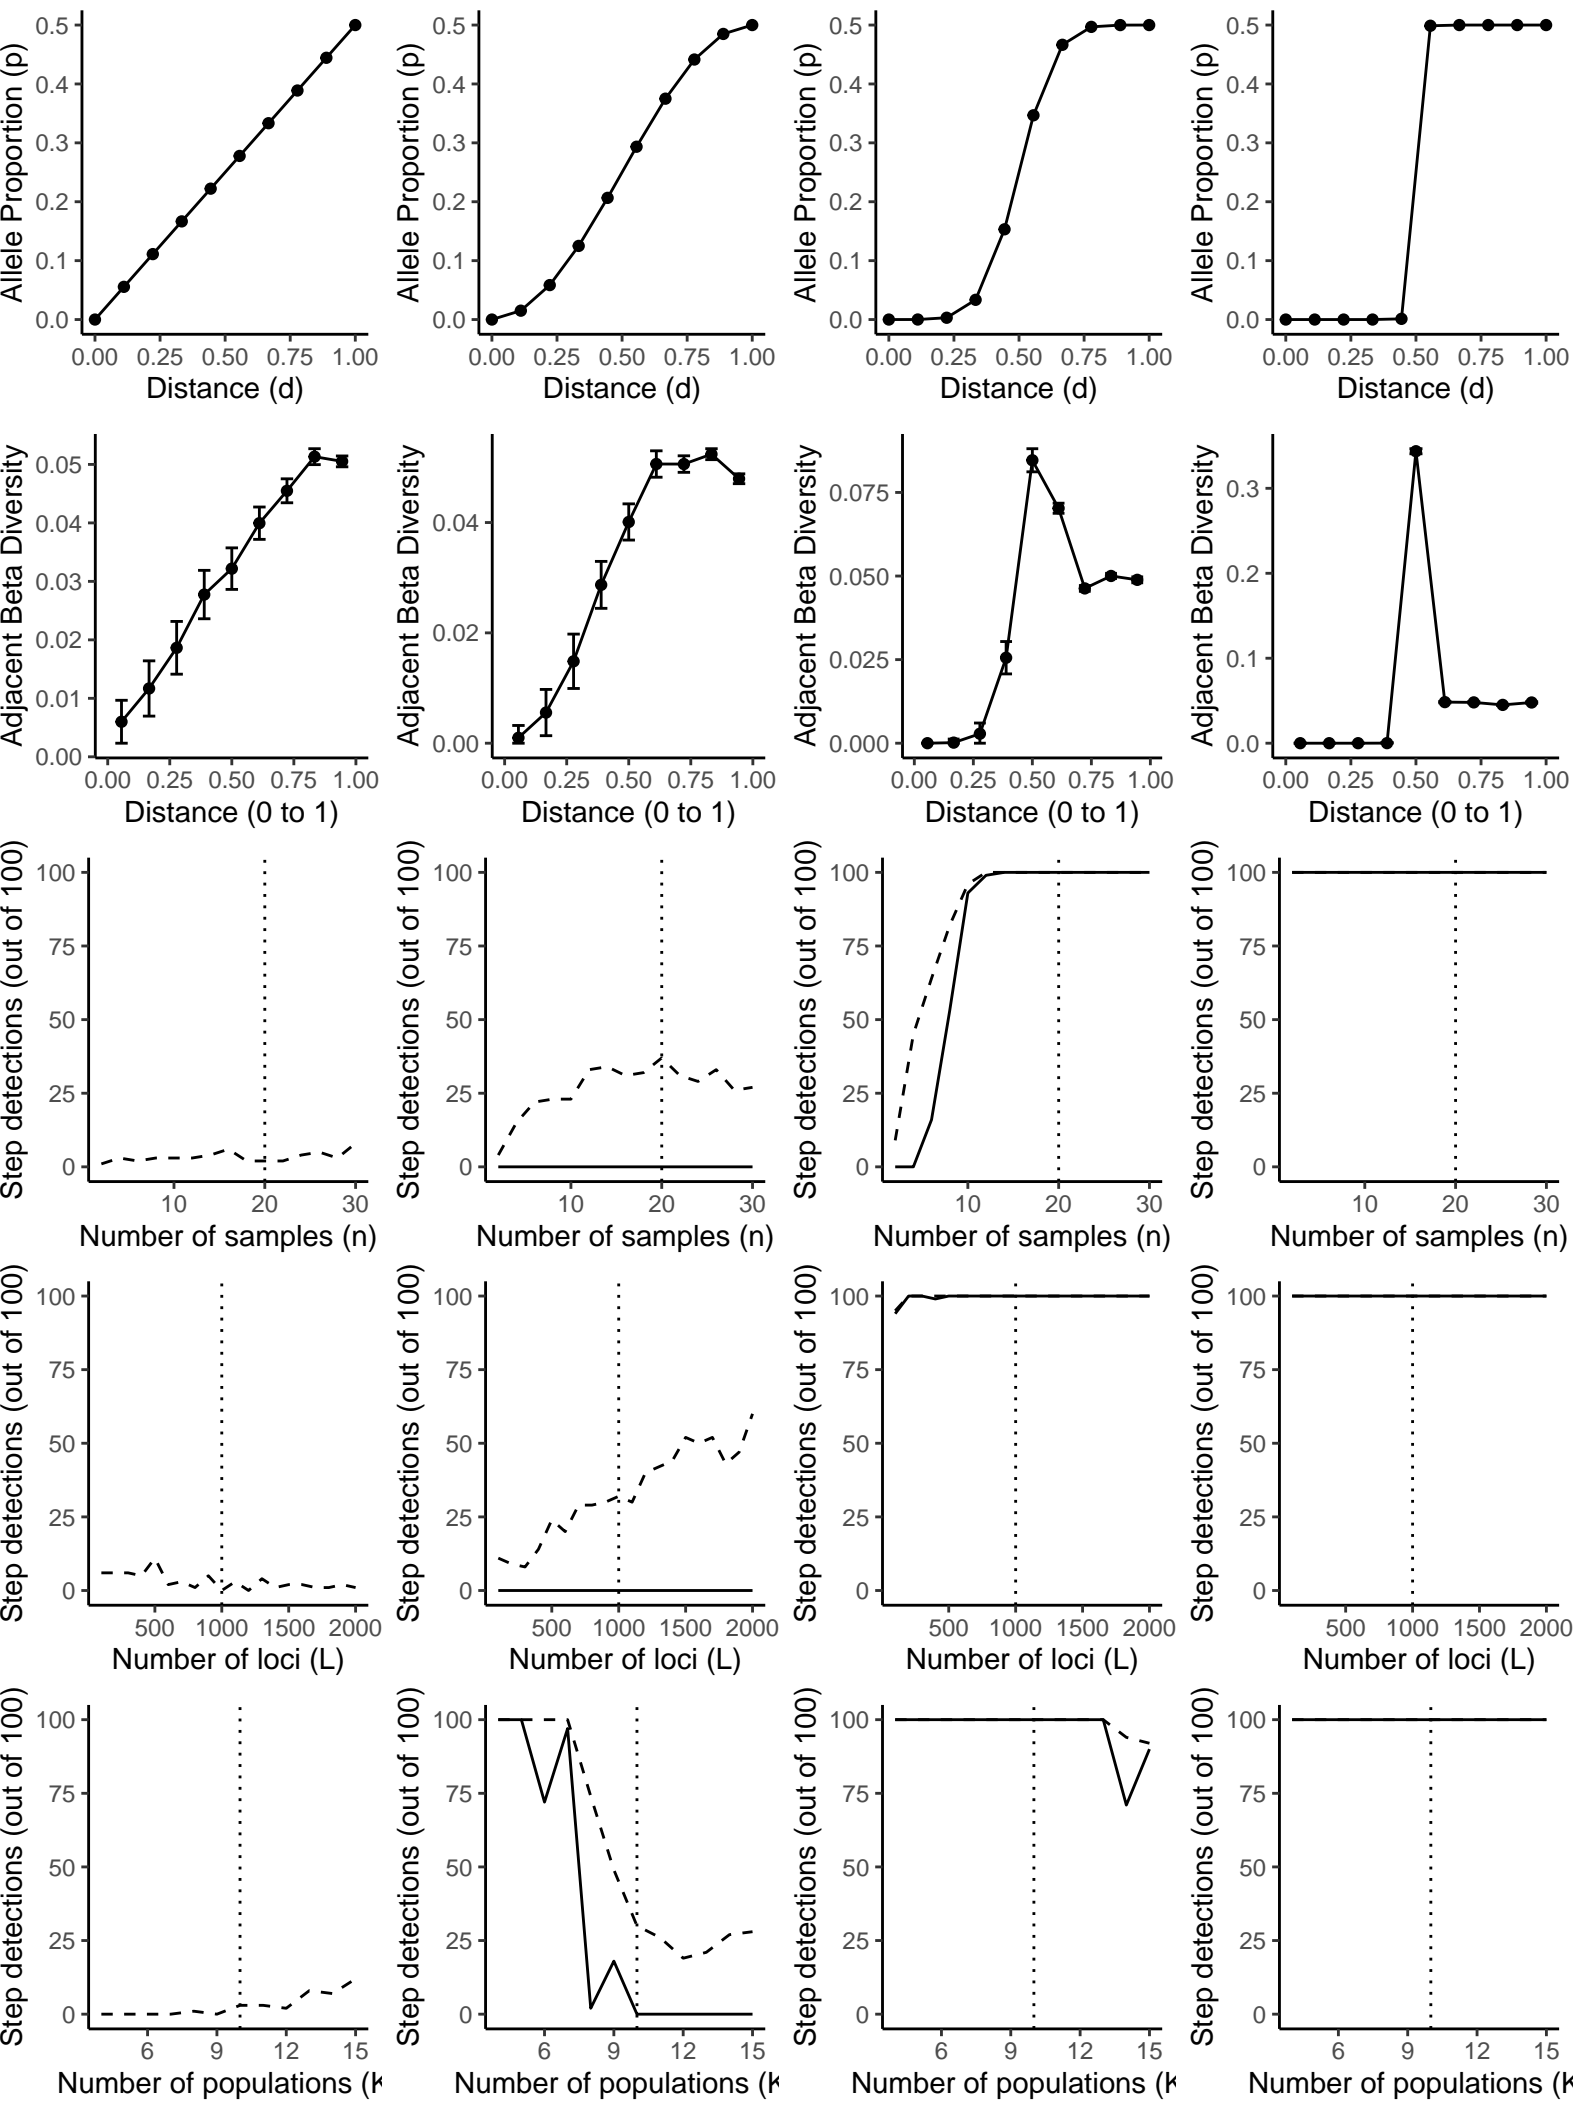 Allele Proportion (p)
0.5
0.4
0.3
0.2
0.1
0.0
0.00 0.25 0.50 0.75 1.00
Distance (d)
Allele Proportion (p)
0.5
0.4
0.3
0.2
0.1
0.0
0.00 0.25 0.50 0.75 1.00
Distance (d)
Allele Proportion (p)
0.5
0.4
0.3
0.2
0.1
0.0
0.00 0.25 0.50 0.75 1.00
Distance (d)
Allele Proportion (p)
0.5
0.4
0.3
0.2
0.1
0.0
0.00 0.25 0.50 0.75 1.00
Distance (d)
Adjacent Beta Diversity
0.05
0.04
0.03
0.02
0.01
0.00
0.00 0.25 0.50 0.75 1.00
Distance (0 to 1)
Adjacent Beta Diversity
0.04
0.02
0.00
0.00 0.25 0.50 0.75 1.00
Distance (0 to 1)
Adjacent Beta Diversity
0.075
0.050
0.025
0.000
0.00 0.25 0.50 0.75 1.00
Distance (0 to 1)
Adjacent Beta Diversity
0.3
0.2
0.1
0.0
0.00 0.25 0.50 0.75 1.00
Distance (0 to 1)
Step detections (out of 100)
100
75
50
25
0
10 20 30
Number of samples (n)
Step detections (out of 100)
100
75
50
25
0
10 20 30
Number of samples (n)
Step detections (out of 100)
100
75
50
25
0
10 20 30
Number of samples (n)
Step detections (out of 100)
100
75
50
25
0
10 20 30
Number of samples (n)
Step detections (out of 100)
100
75
50
25
0
500 1000 1500 2000
Number of loci (L)
Step detections (out of 100)
100
75
50
25
0
500 1000 1500 2000
Number of loci (L)
Step detections (out of 100)
100
75
50
25
0
500 1000 1500 2000
Number of loci (L)
Step detections (out of 100)
100
75
50
25
0
500 1000 1500 2000
Number of loci (L)
Step detections (out of 100)
100
75
50
25
0
6 9 12 15
Number of populations (K
Step detections (out of 100)
100
75
50
25
0
6 9 12 15
Number of populations (K
Step detections (out of 100)
100
75
50
25
0
6 9 12 15
Number of populations (K
Step detections (out of 100)
100
75
50
25
0
6 9 12 15
Number of populations (K